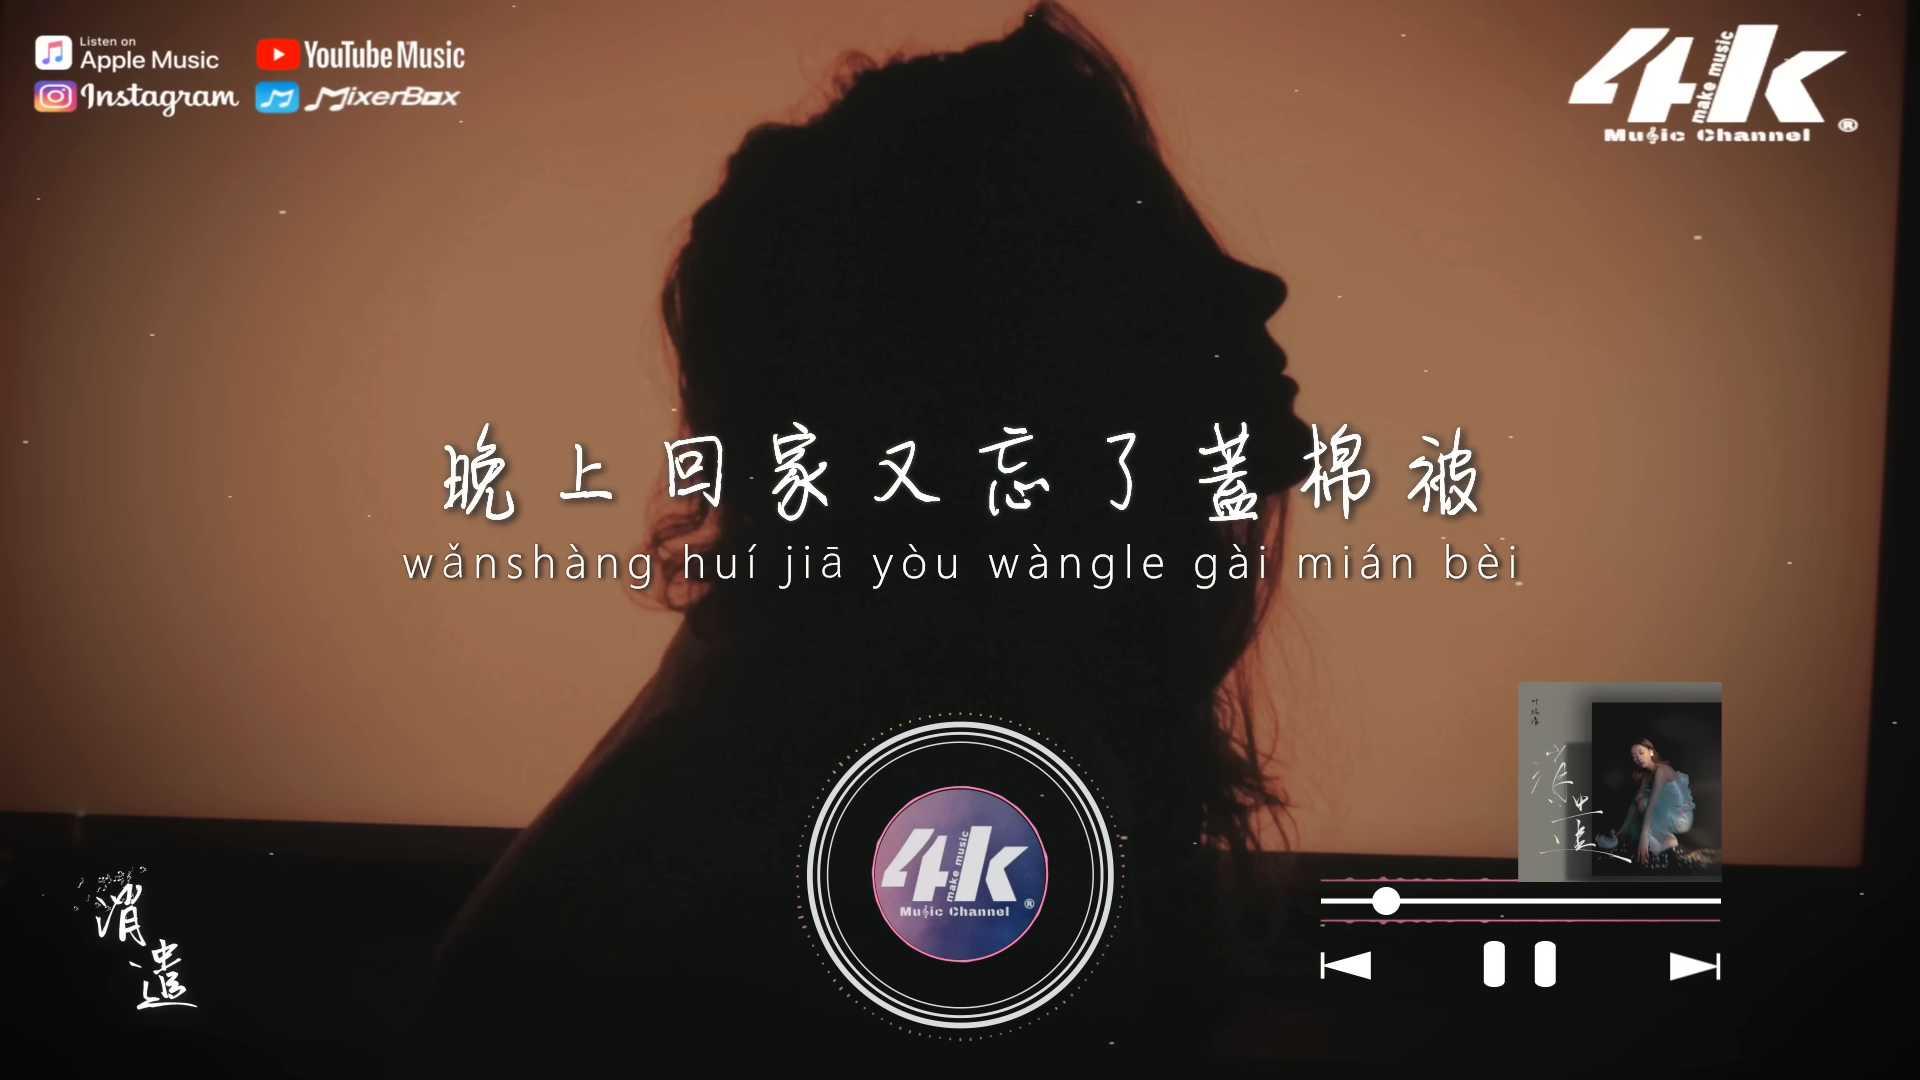 Listen on
Apple Music
YouTube Music
Instagram
MixerBox
4k
make music
Music Channel
®
晚上回家又忘了蓋棉被
wǎnshàng huí jiā yòu wàngle gài mián bèi
4k
make music
Music Channel
®
消遣